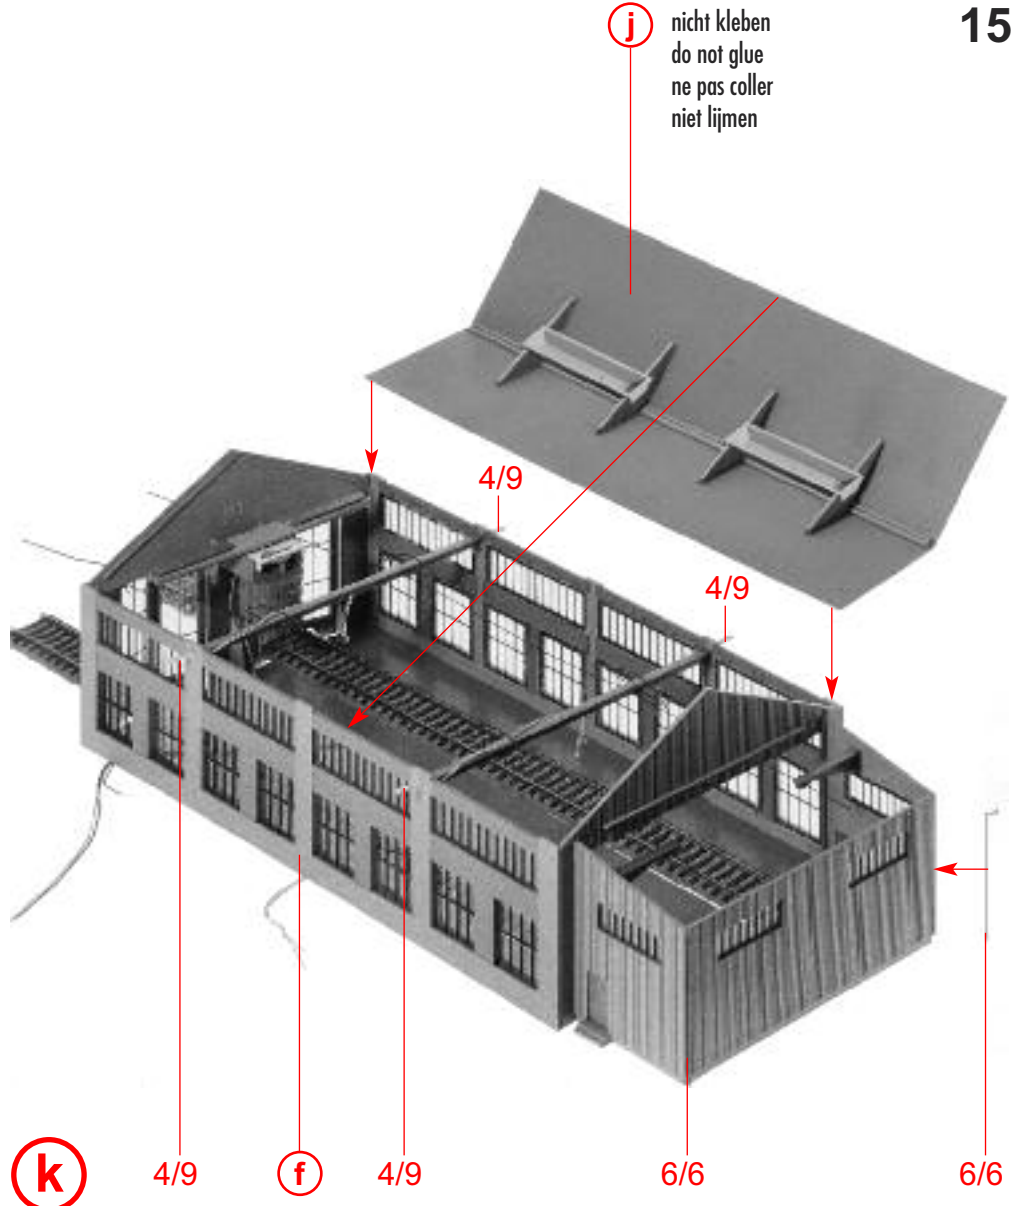 j
nicht kleben
do not glue
ne pas coller
niet lijmen
15
4/9
4/9
k
4/9
f
4/9
6/6
6/6